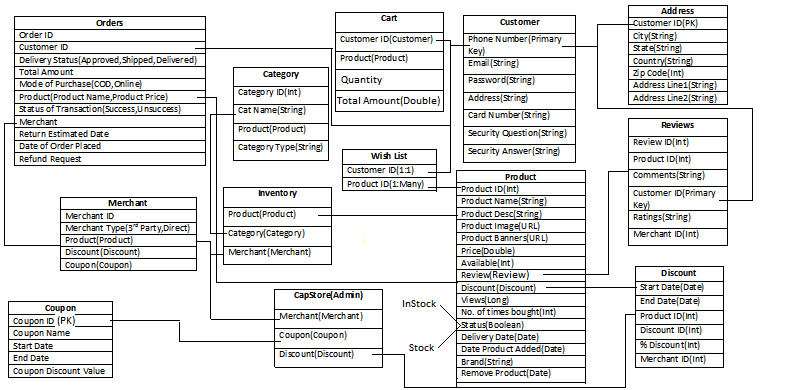 Orders
Order ID
Customer ID
Delivery Status(Approved,Shipped,Delivered)
Total Amount
Mode of Purchase(COD,Online)
Product(Product Name,Product Price)
Status of Transaction(Success,Unsuccess)
Merchant
Return Estimated Date
Date of Order Placed
Refund Request
Category
Category ID(Int)
Cat Name(String)
Product(Product)
Category Type(String)
Cart
Customer ID(Customer)
Product(Product)
Quantity
Total Amount(Double)
Customer
Phone Number(Primary
Key)
Email(String)
Password(String)
Address(String)
Card Number(String)
Security Question(String)
Security Answer(String)
Address
Customer ID(PK)
City(String)
State(String)
Country(String)
Zip Code(Int)
Address Line1(String)
Address Line2(String)
Reviews
Review ID(Int)
Product ID(Int)
Comments(String)
Customer ID(Primary
Key)
Ratings(String)
Merchant ID(Int)
Wish List
Customer ID(1:1)
Product ID(1:Many)
Merchant
Merchant ID
Merchant Type(3rd Party,Direct)
Product(Product)
Discount(Discount)
Coupon(Coupon)
Inventory
Product(Product)
Category(Category)
Merchant(Merchant)
Product
Product ID(Int)
Product Name(String)
Product Desc(String)
Product Image(URL)
Product Banners(URL)
Price(Double)
Available(Int)
Review(Review)
Discount(Discount)
Views(Long)
No. of times bought(Int)
Status(Boolean)
Delivery Date(Date)
Date Product Added(Date)
Brand(String)
Remove Product(Date)
InStock
Stock
Discount
Start Date(Date)
End Date(Date)
Product ID(Int)
Discount ID(Int)
% Discount(Int)
Merchant ID(Int)
CapStore(Admin)
Merchant(Merchant)
Coupon(Coupon)
Discount(Discount)
Coupon
Coupon ID (PK)
Coupon Name
Start Date
End Date
Coupon Discount Value